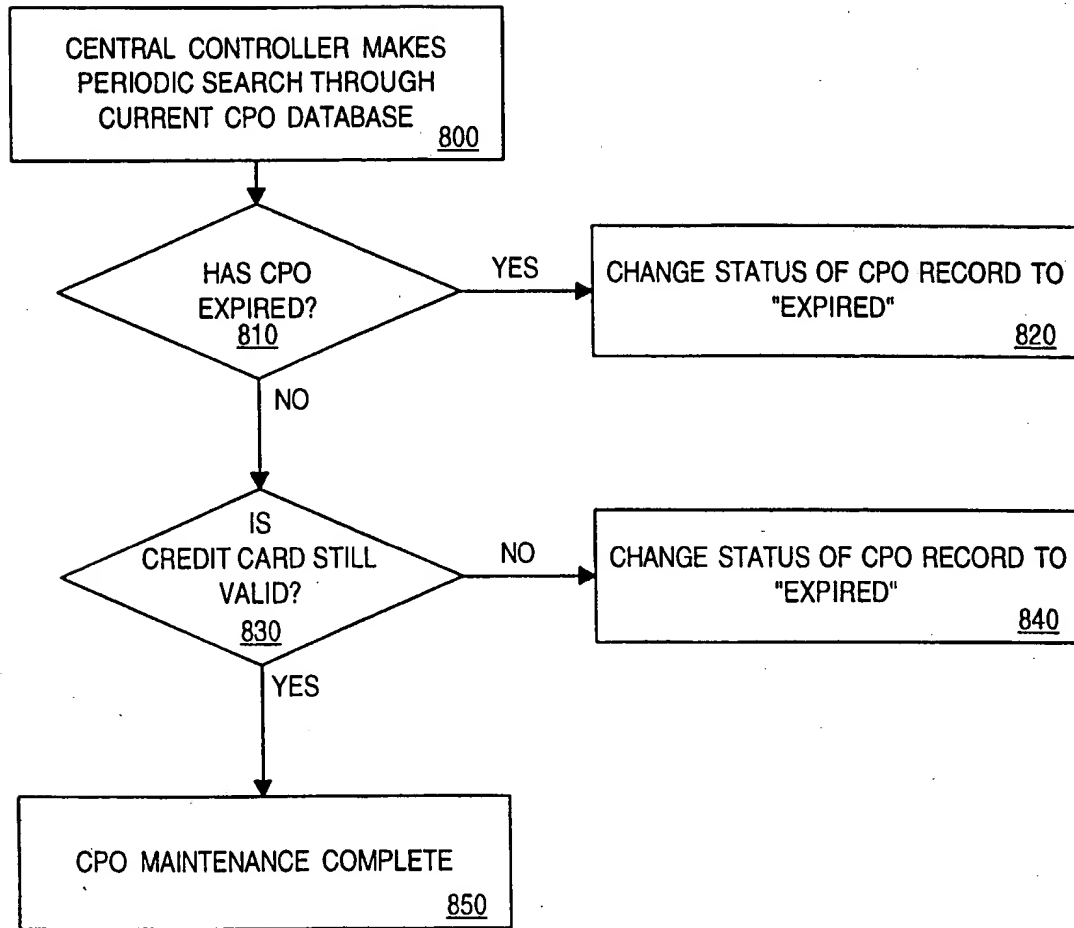 CENTRAL CONTROLLER MAKES
PERIODIC SEARCH THROUGH
CURRENT CPO DATABASE
800
HAS CPO
EXPIRED?
810
YES
CHANGE STATUS OF CPO RECORD TO
"EXPIRED"
820
NO
IS
CREDIT CARD STILL
VALID?
830
NO
CHANGE STATUS OF CPO RECORD TO
"EXPIRED"
840
YES
CPO MAINTENANCE COMPLETE
850